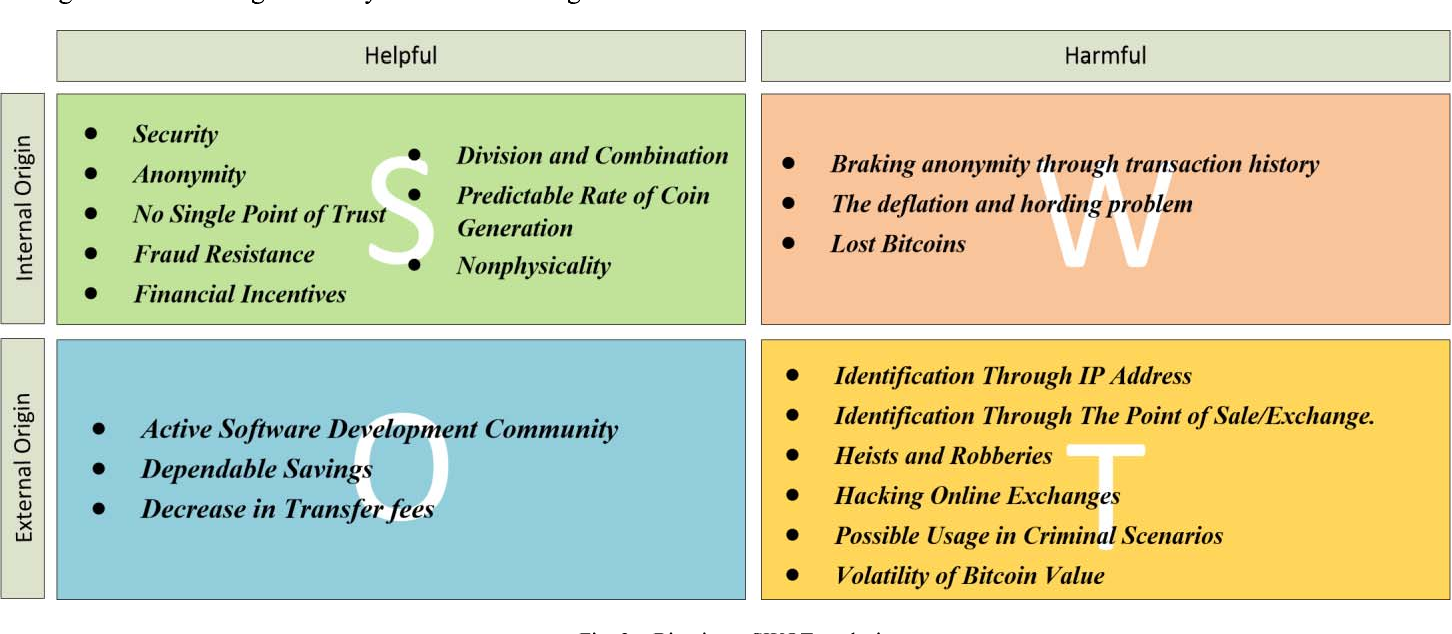 Helpful
Harmful
Internal Origin
S
Security
Anonymity
No Single Point of Trust
Fraud Resistance
Financial Incentives
Division and Combination
Predictable Rate of Coin
Generation
Nonphysicality
W
Braking anonymity through transaction history
The deflation and hording problem
Lost Bitcoins
External Origin
O
Active Software Development Community
Dependable Savings
Decrease in Transfer fees
T
Identification Through IP Address
Identification Through The Point of Sale/Exchange.
Heists and Robberies
Hacking Online Exchanges
Possible Usage in Criminal Scenarios
Volatility of Bitcoin Value